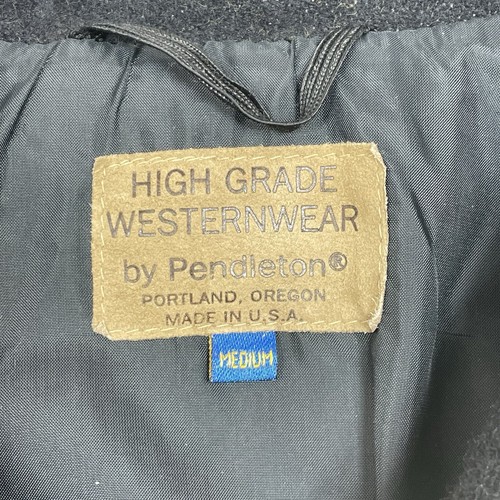 HIGH GRADE
WESTERNWEAR
by Pendleton®
PORTLAND, OREGON
MADE IN U.S.A.
MEDIUM